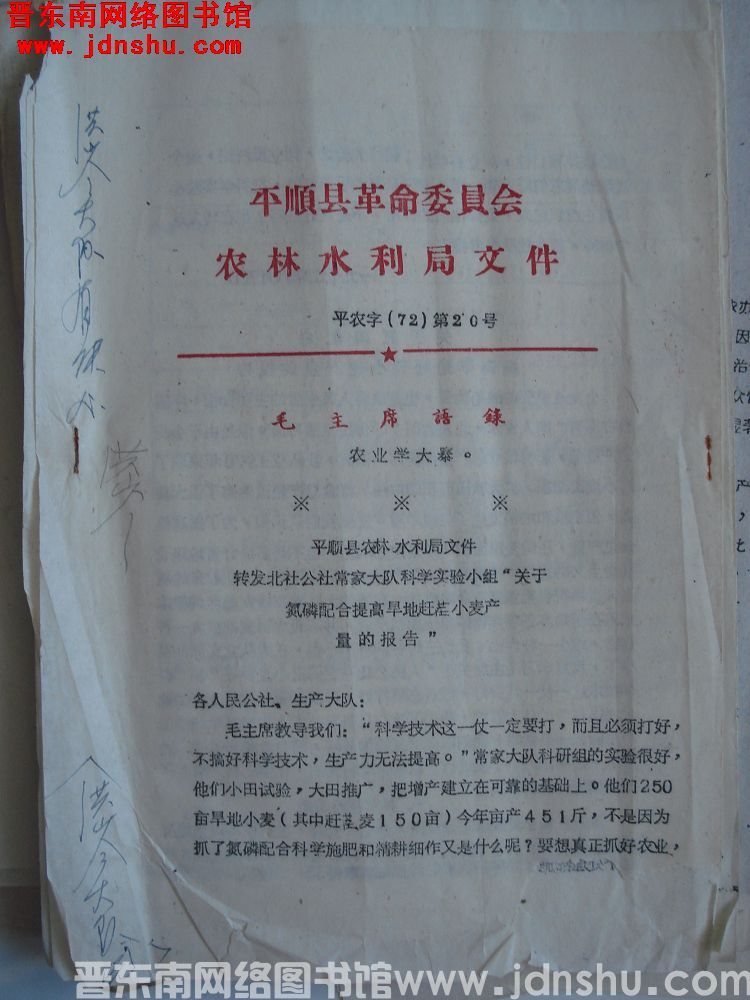 晋东南网络图书馆
www.jdnshu.com
平順县革命委員会
农林水利局文件
平农字(72)第20号
毛主席語錄
农业学大寨。
※ ※ ※
平顺县农林水利局文件
转发北社公社常家大队科学实验小组“关于
氮磷配合提高旱地赶茬小麦产
量的报告”
各人民公社、生产大队：
毛主席教导我们：“科学技术这一仗一定要打，而且必须打好，
不搞好科学技术，生产力无法提高。”常家大队科研组的实验很好，
他们小田试验，大田推广，把增产建立在可靠的基础上。他们250
亩旱地小麦(其中赶茬麦150亩)今年亩产451斤，不是因为
抓了氮磷配合科学施肥和精耕细作又是什么呢？要想真正抓好农业，
晋东南网络图书馆www.jdnshu.com